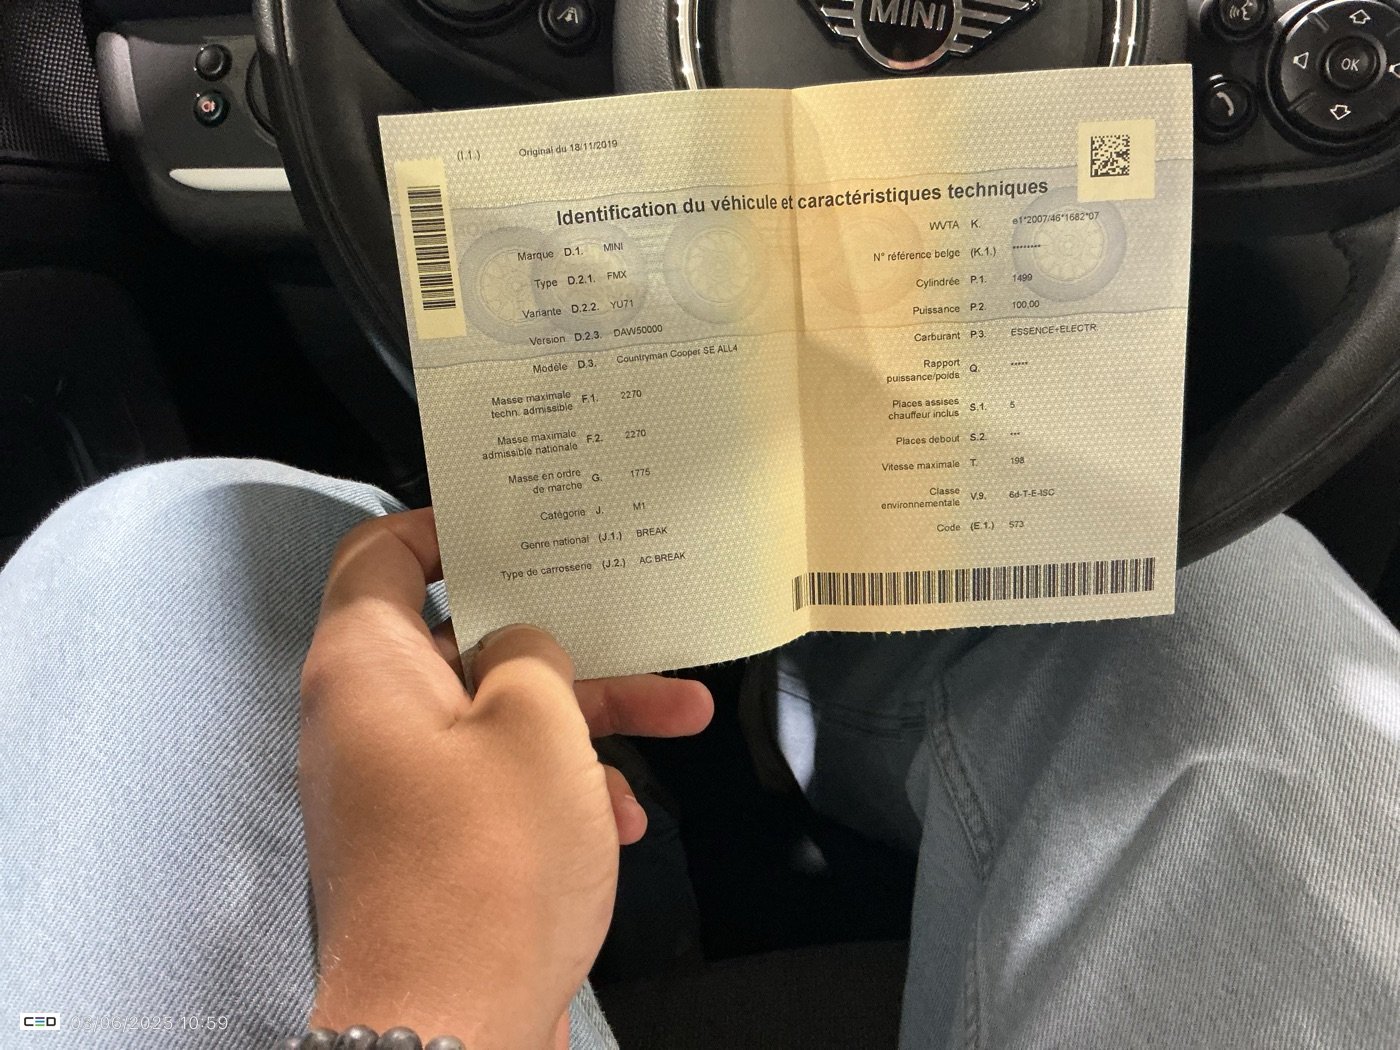 MINI
OK
(I.1.) Original du 18/11/2019
Identification du véhicule et caractéristiques techniques
Marque D.1. MINI
Type D.2.1. FMX
Variante D.2.2. YU71
Version D.2.3. DAW50000
Modèle D.3. Countryman Cooper SE ALL4
Masse maximale
techn. admissible F.1. 2270
Masse maximale
admissible nationale F.2. 2270
Masse en ordre
de marche G. 1775
Catégorie J. M1
Genre national (J.1.) BREAK
Type de carrosserie (J.2.) AC BREAK
WVTA K. e1*2007/46*1682*07
N° référence belge (K.1.) ********
Cylindrée P.1. 1499
Puissance P.2. 100,00
Carburant P.3. ESSENCE+ELECTR.
Rapport
puissance/poids Q. *****
Places assises
chauffeur inclus S.1. 5
Places debout S.2. ***
Vitesse maximale T. 198
Classe
environnementale V.9. 6d-T-E-ISC
Code (E.1.) 573
CED 03/06/2025 10:59